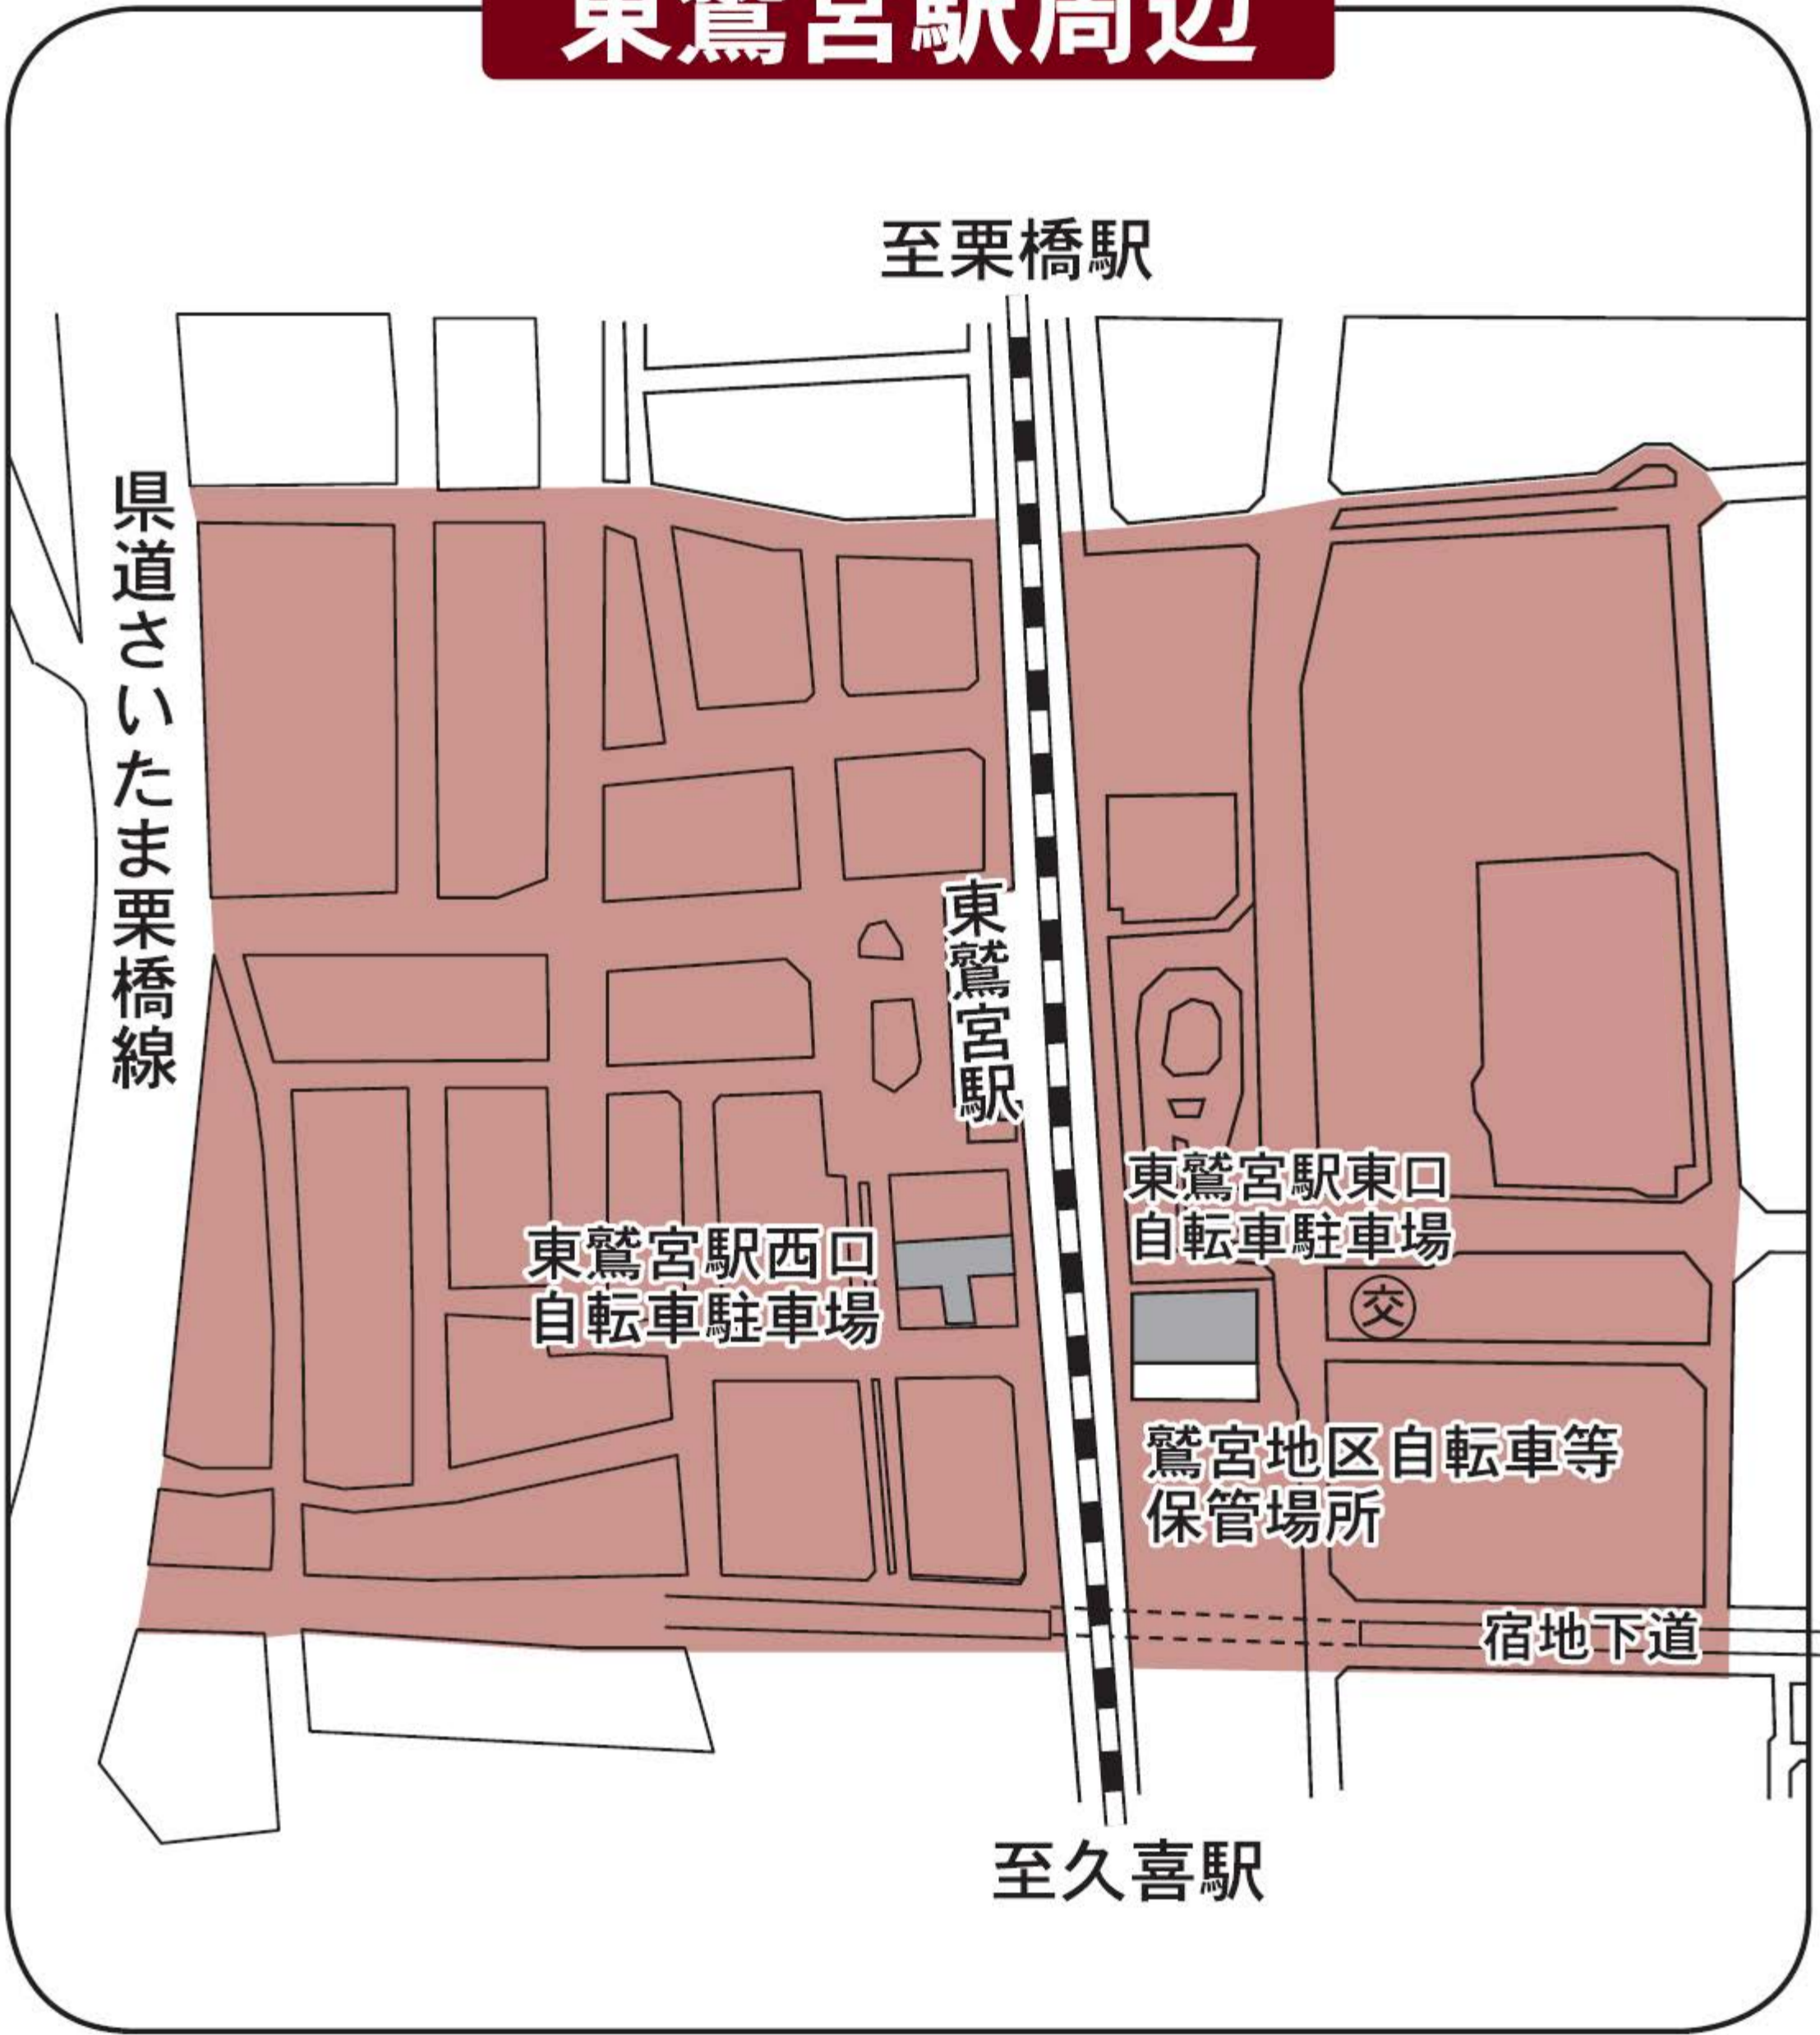 東鷲宮駅周辺
至栗橋駅
県道さいたま栗橋線
東鷲宮駅
東鷲宮駅東口
自転車駐車場
東鷲宮駅西口
自転車駐車場
交
鷲宮地区自転車等
保管場所
宿地下道
至久喜駅